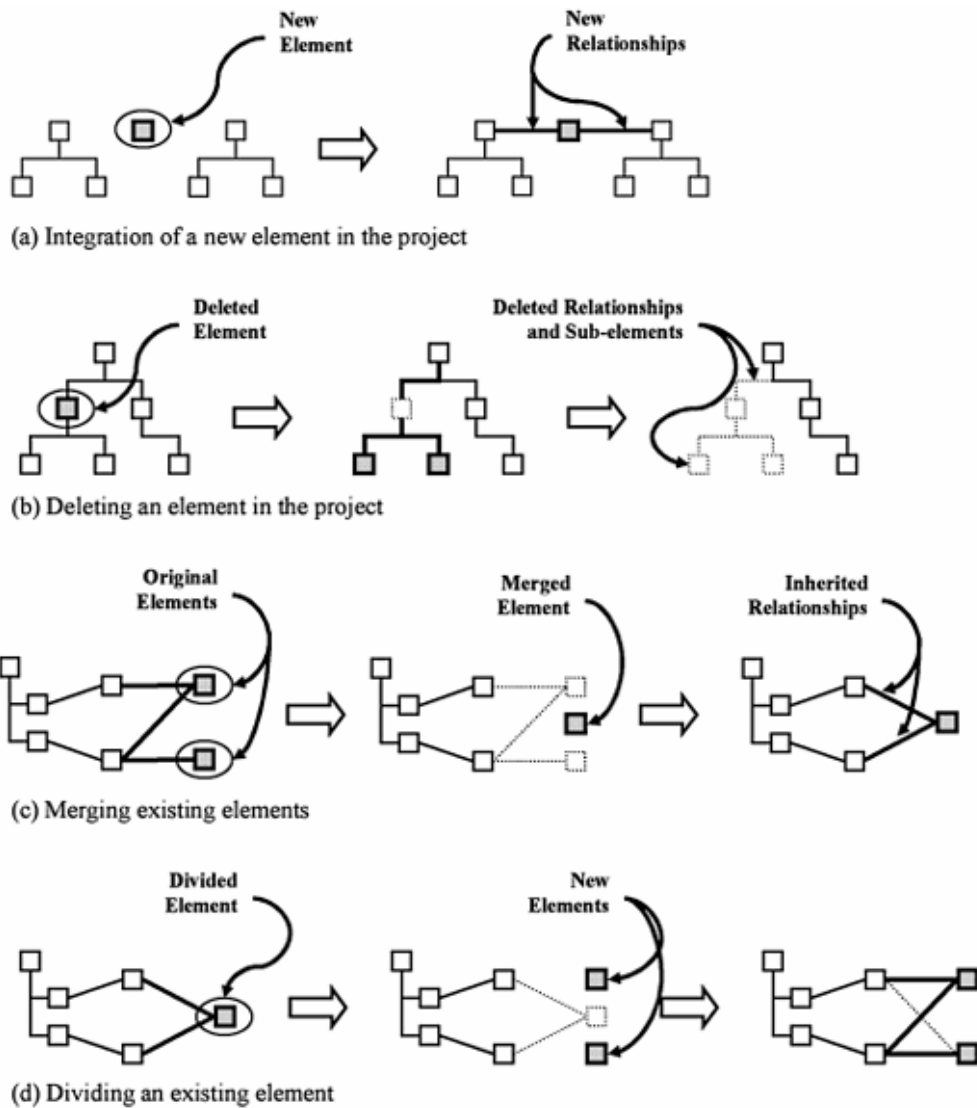 New
Element
New
Relationships
(a) Integration of a new element in the project
Deleted
Element
Deleted Relationships
and Sub-elements
(b) Deleting an element in the project
Original
Elements
Merged
Element
Inherited
Relationships
(c) Merging existing elements
Divided
Element
New
Elements
(d) Dividing an existing element